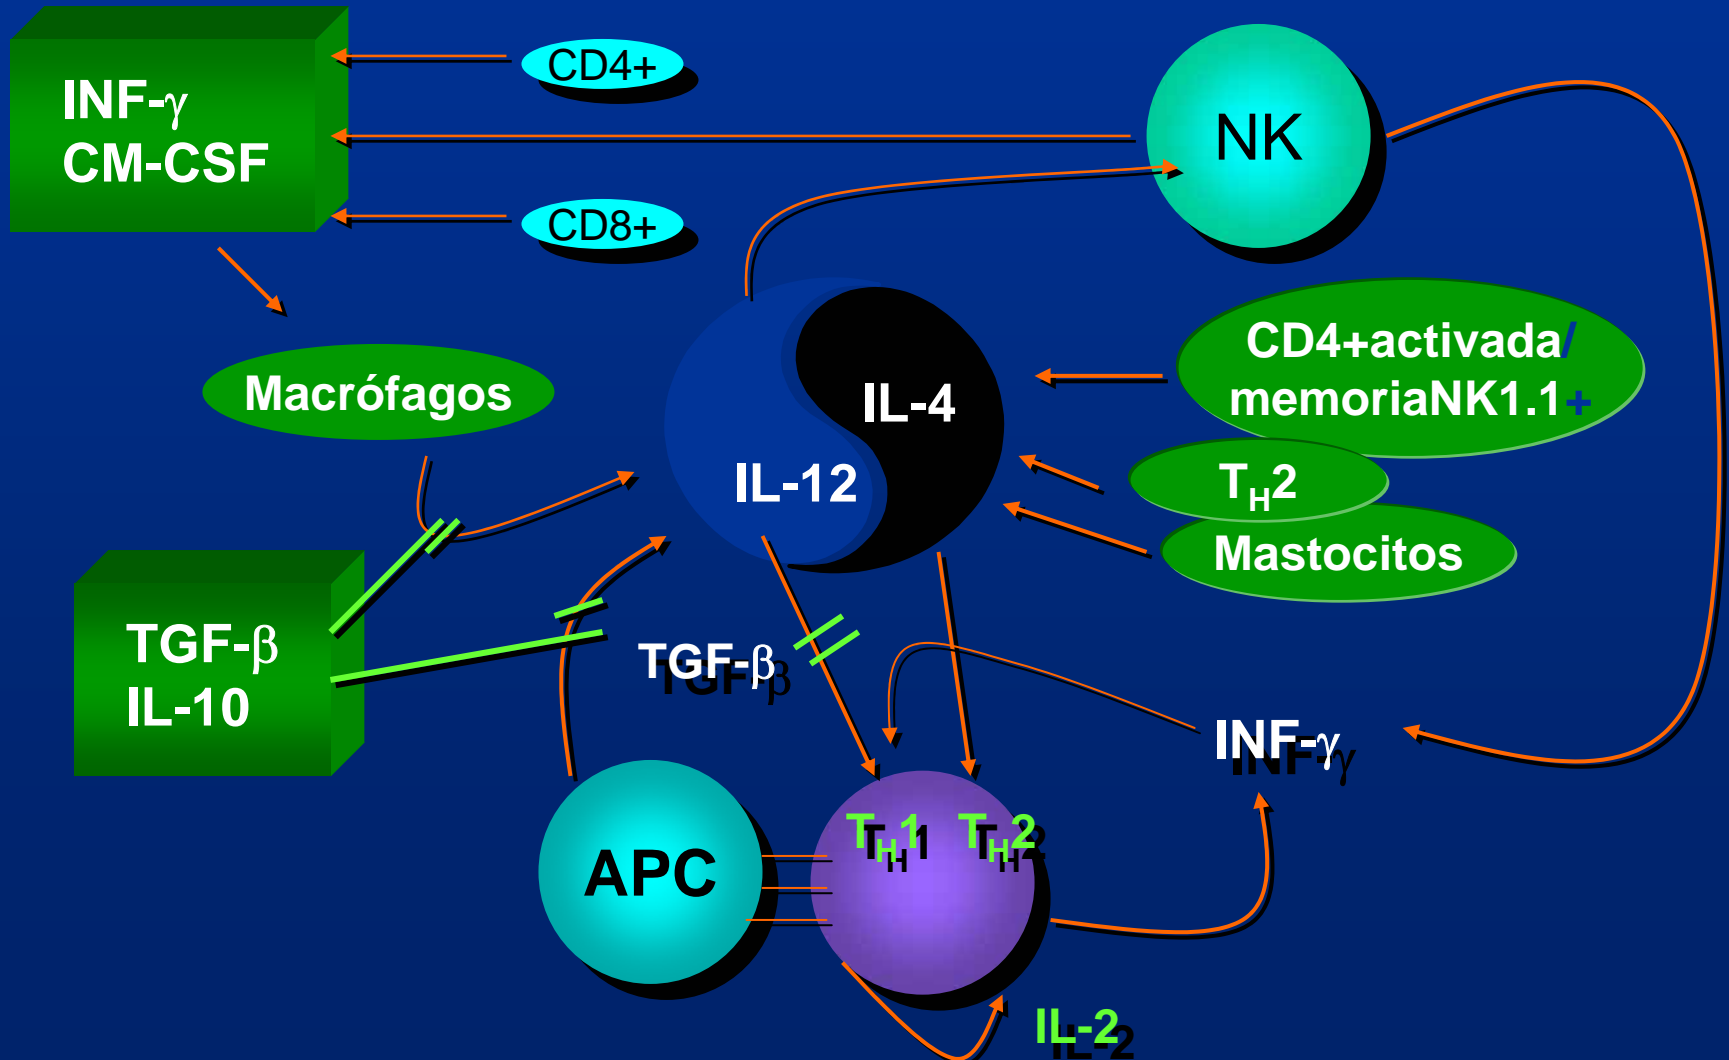 INF-γ
CM-CSF
CD4+
CD8+
NK
Macrófagos
IL-4
IL-12
CD4+activada/
memoriaNK1.1+
TH2
Mastocitos
TGF-β
IL-10
TGF-β
INF-γ
APC
TH1
TH2
IL-2